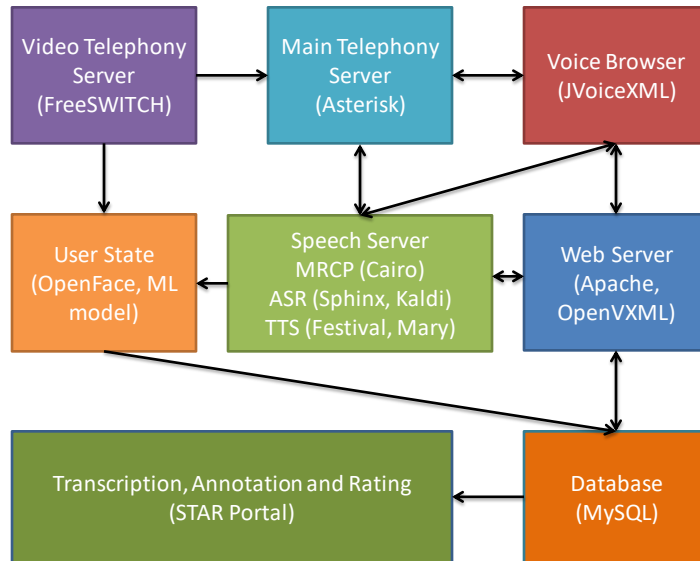 Video Telephony
Server
(FreeSWITCH)
Main Telephony
Server
(Asterisk)
Voice Browser
(JVoiceXML)
User State
(OpenFace, ML
model)
Speech Server
MRCP (Cairo)
ASR (Sphinx, Kaldi)
TTS (Festival, Mary)
Web Server
(Apache,
OpenVXML)
Transcription, Annotation and Rating
(STAR Portal)
Database
(MySQL)